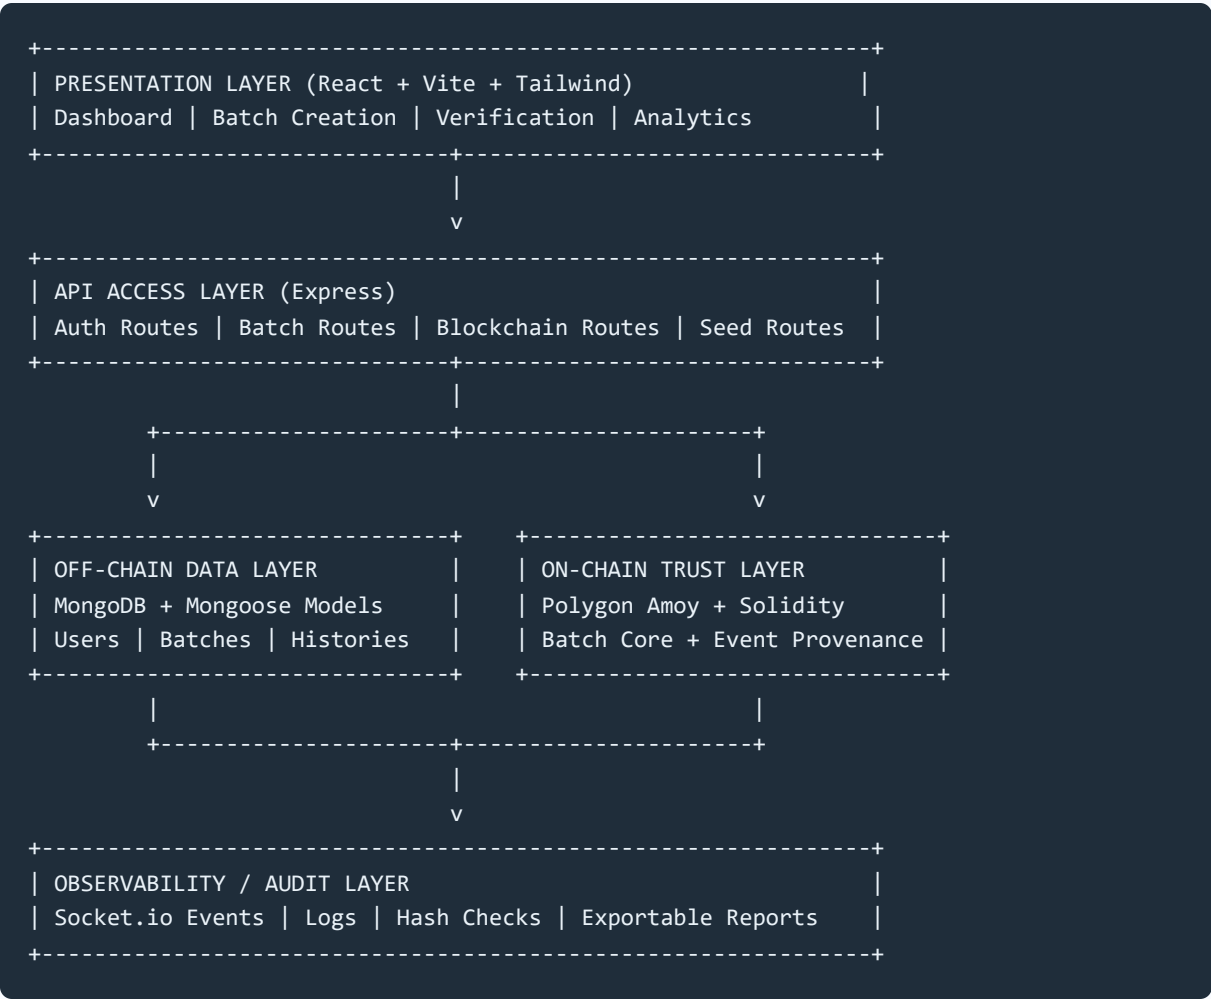 +---------------------------------------------------------------+
| PRESENTATION LAYER (React + Vite + Tailwind)                 |
| Dashboard | Batch Creation | Verification | Analytics         |
+-------------------------------+-------------------------------+
                                |
                                v
+---------------------------------------------------------------+
| API ACCESS LAYER (Express)                                    |
| Auth Routes | Batch Routes | Blockchain Routes | Seed Routes  |
+-------------------------------+-------------------------------+
                                |
         +----------------------+----------------------+
         |                                             |
         v                                             v
+-------------------------------+    +-------------------------------+
| OFF-CHAIN DATA LAYER          |    | ON-CHAIN TRUST LAYER          |
| MongoDB + Mongoose Models     |    | Polygon Amoy + Solidity       |
| Users | Batches | Histories   |    | Batch Core + Event Provenance |
+-------------------------------+    +-------------------------------+
         |                                             |
         +----------------------+----------------------+
                                |
                                v
+---------------------------------------------------------------+
| OBSERVABILITY / AUDIT LAYER                                   |
| Socket.io Events | Logs | Hash Checks | Exportable Reports    |
+---------------------------------------------------------------+